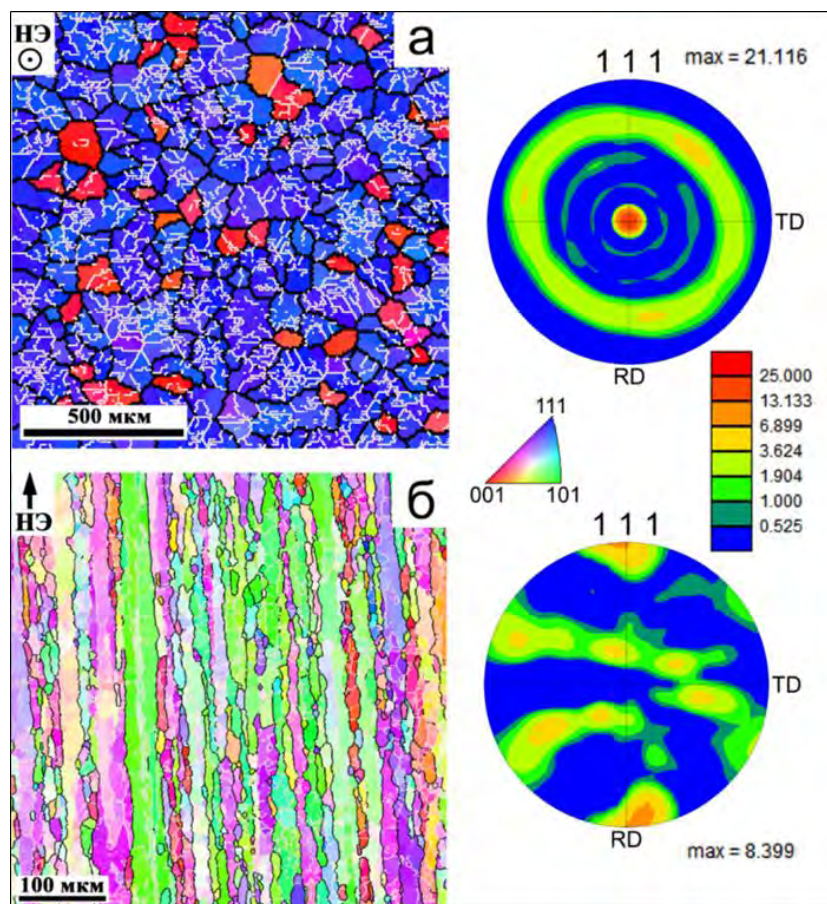 НЭ
а
500 мкм
1 1 1
max = 21.116
TD
RD
111
001
101
25.000
13.133
6.899
3.624
1.904
1.000
0.525
НЭ
б
100 мкм
1 1 1
TD
RD
max = 8.399